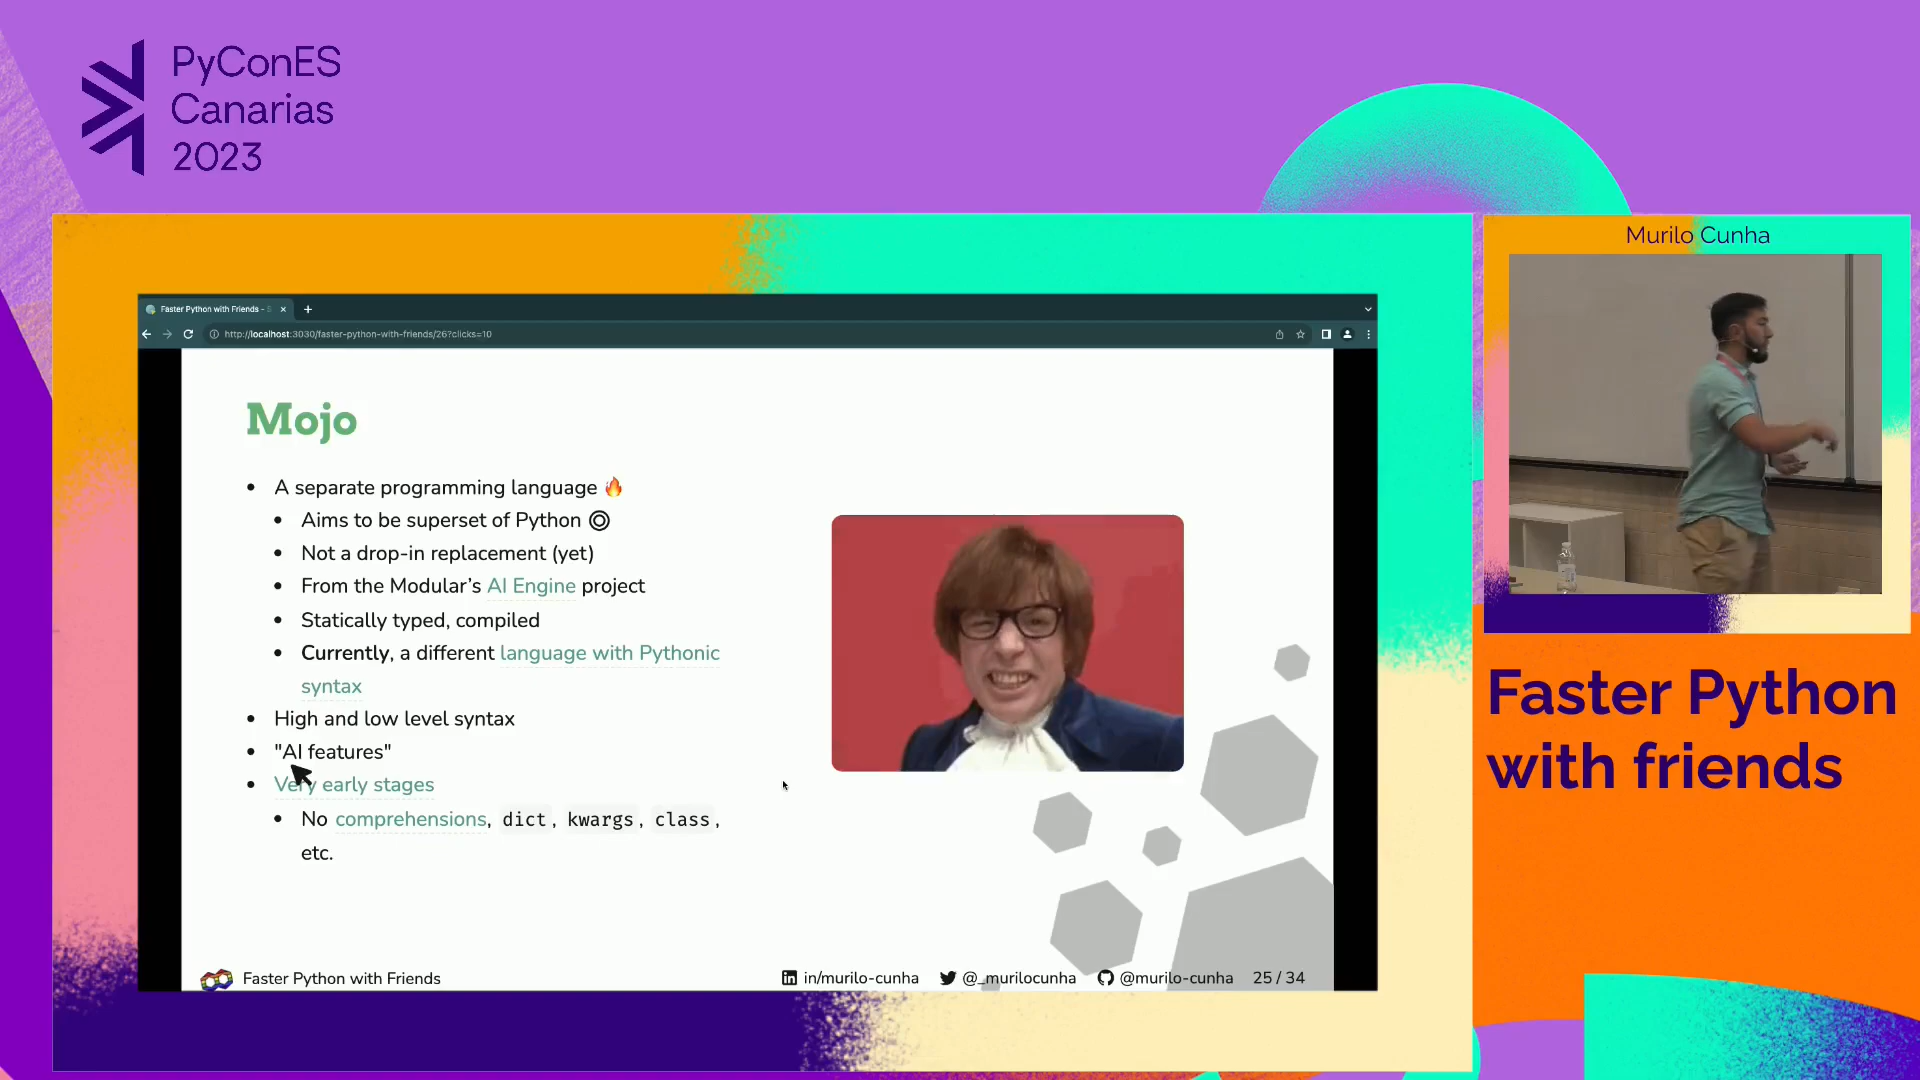 PyConES
Canarias
2023
Murilo Cunha
Faster Python with Friends -
http://localhost:3030/faster-python-with-friends/26?clicks=10
Mojo
• A separate programming language 🔥
• Aims to be superset of Python
• Not a drop-in replacement (yet)
• From the Modular's AI Engine project
• Statically typed, compiled
• Currently, a different language with Pythonic
syntax
• High and low level syntax
• "AI features"
• Very early stages
• No comprehensions, dict, kwargs, class,
etc.
Faster Python with Friends
in/murilo-cunha @_murilocunha @murilo-cunha 25 / 34
Faster Python
with friends